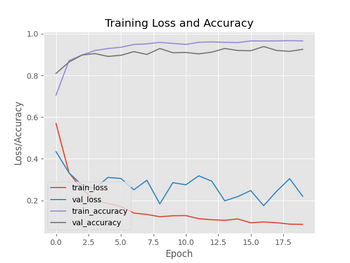 Training Loss and Accuracy
1.0
0.8
0.6
0.4
0.2
Loss/Accuracy
train_loss
val_loss
train_accuracy
val_accuracy
0.0 2.5 5.0 7.5 10.0 12.5 15.0 17.5
Epoch